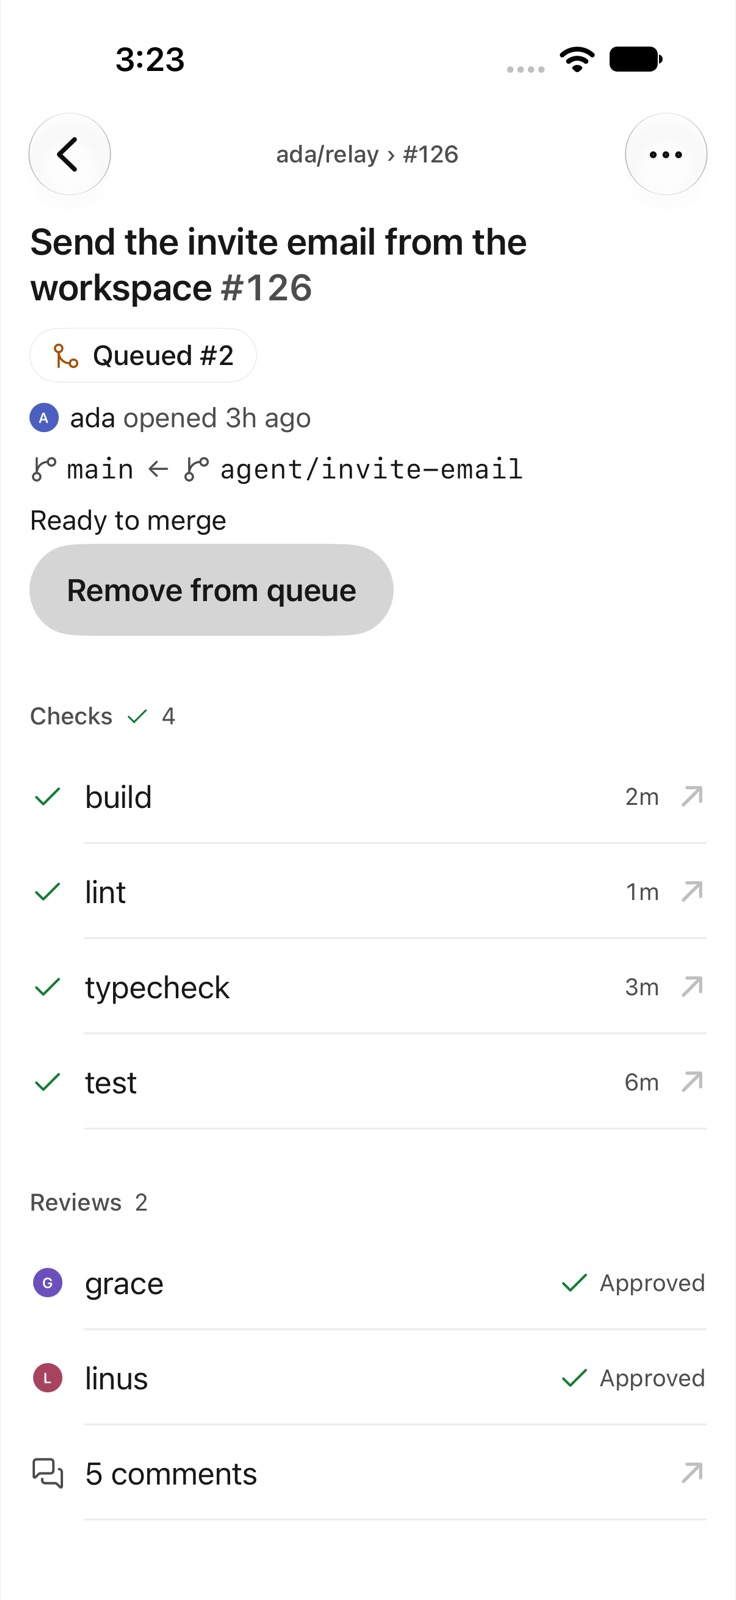 3:23
ada/relay › #126
Send the invite email from the
workspace #126
Queued #2
A ada opened 3h ago
main ← agent/invite-email
Ready to merge
Remove from queue
Checks 4
build 2m
lint 1m
typecheck 3m
test 6m
Reviews 2
G grace Approved
L linus Approved
5 comments